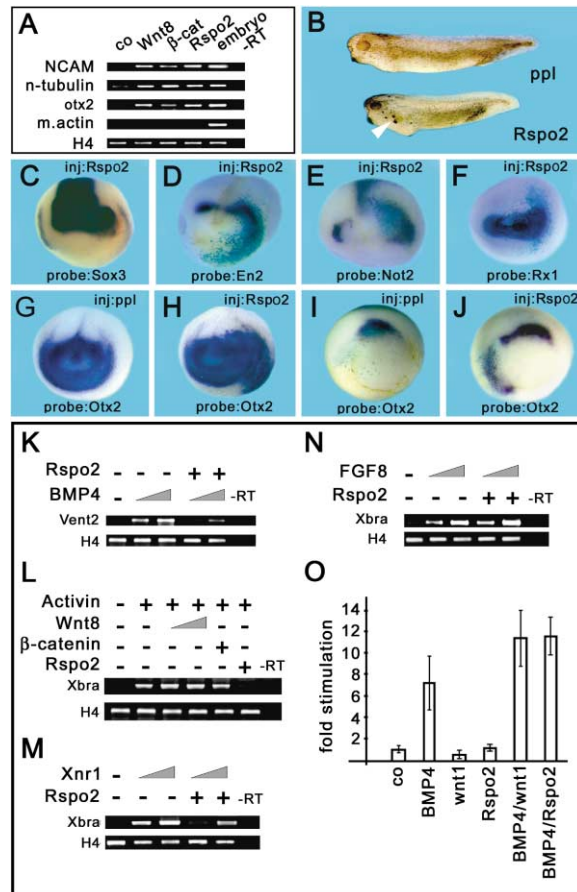 A
co Wnt8 β-cat Rspo2 embryo -RT
NCAM
n-tubulin
otx2
m.actin
H4
B
ppl
Rspo2
C
inj:Rspo2
probe:Sox3
D
inj:Rspo2
probe:En2
E
inj:Rspo2
probe:Not2
F
inj:Rspo2
probe:Rx1
G
inj:ppl
probe:Otx2
H
inj:Rspo2
probe:Otx2
I
inj:ppl
probe:Otx2
J
inj:Rspo2
probe:Otx2
K
Rspo2 - - - + +
BMP4 - -RT
Vent2
H4
L
Activin - + + + + +
Wnt8 - - - -
β-catenin - - - - + -
Rspo2 - - - - - + -RT
Xbra
H4
M
Xnr1 -
Rspo2 - - - + + -RT
Xbra
H4
N
FGF8 -
Rspo2 - - - + + -RT
Xbra
H4
O
fold stimulation
14
12
10
8
6
4
2
0
co
BMP4
wnt1
Rspo2
BMP4/wnt1
BMP4/Rspo2